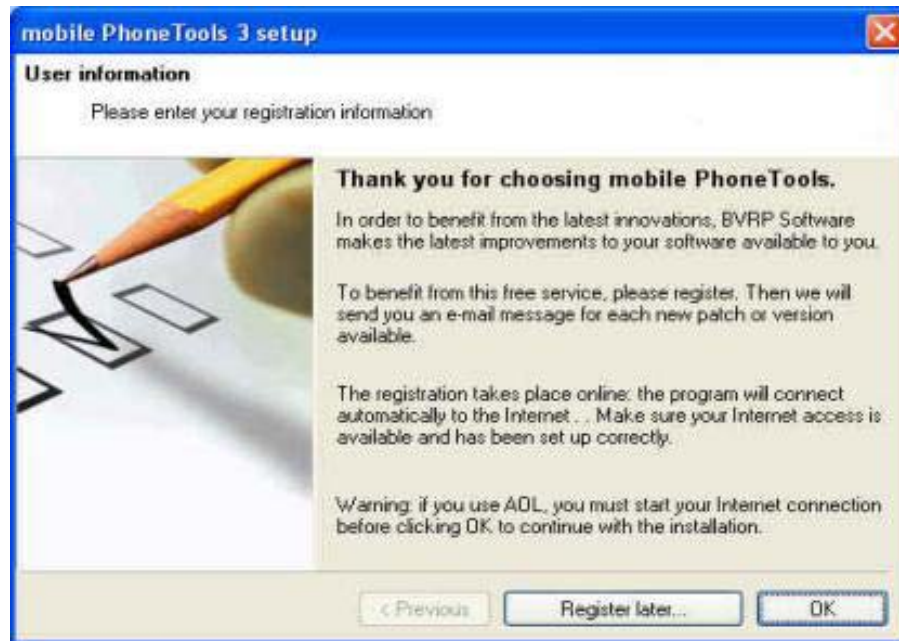 mobile PhoneTools 3 setup
User information
Please enter your registration information
Thank you for choosing mobile PhoneTools.
In order to benefit from the latest innovations, BVRP Software
makes the latest improvements to your software available to you.
To benefit from this free service, please register. Then we will
send you an e-mail message for each new patch or version
available.
The registration takes place online: the program will connect
automatically to the Internet . . Make sure your Internet access is
available and has been set up correctly.
Warning: if you use AOL, you must start your Internet connection
before clicking OK to continue with the installation.
< Previous
Register later...
OK